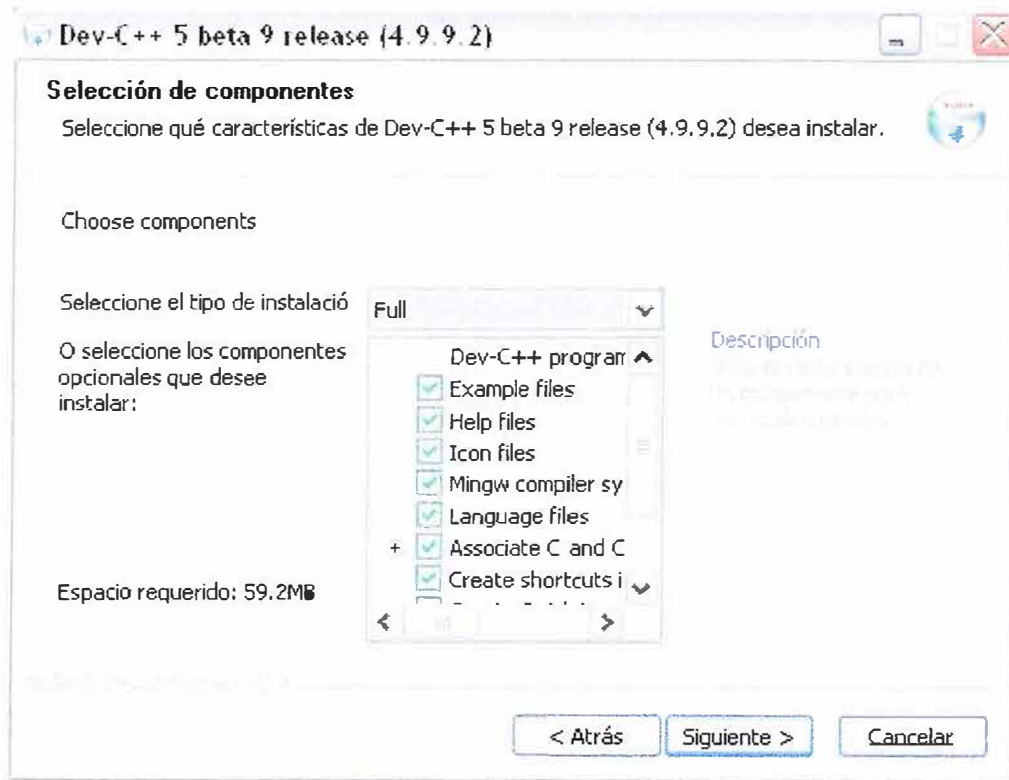 Dev-C++ 5 beta 9 release (4.9.9.2)
Selección de componentes
Seleccione qué características de Dev-C++ 5 beta 9 release (4.9.9.2) desea instalar.
Choose components
Seleccione el tipo de instalació
Full
O seleccione los componentes
opcionales que desee
instalar:
Dev-C++ program
Example files
Help files
Icon files
Mingw compiler sy
Language files
+ Associate C and C
Create shortcuts i
Descripción
Espacio requerido: 59.2MB
< Atrás
Siguiente >
Cancelar